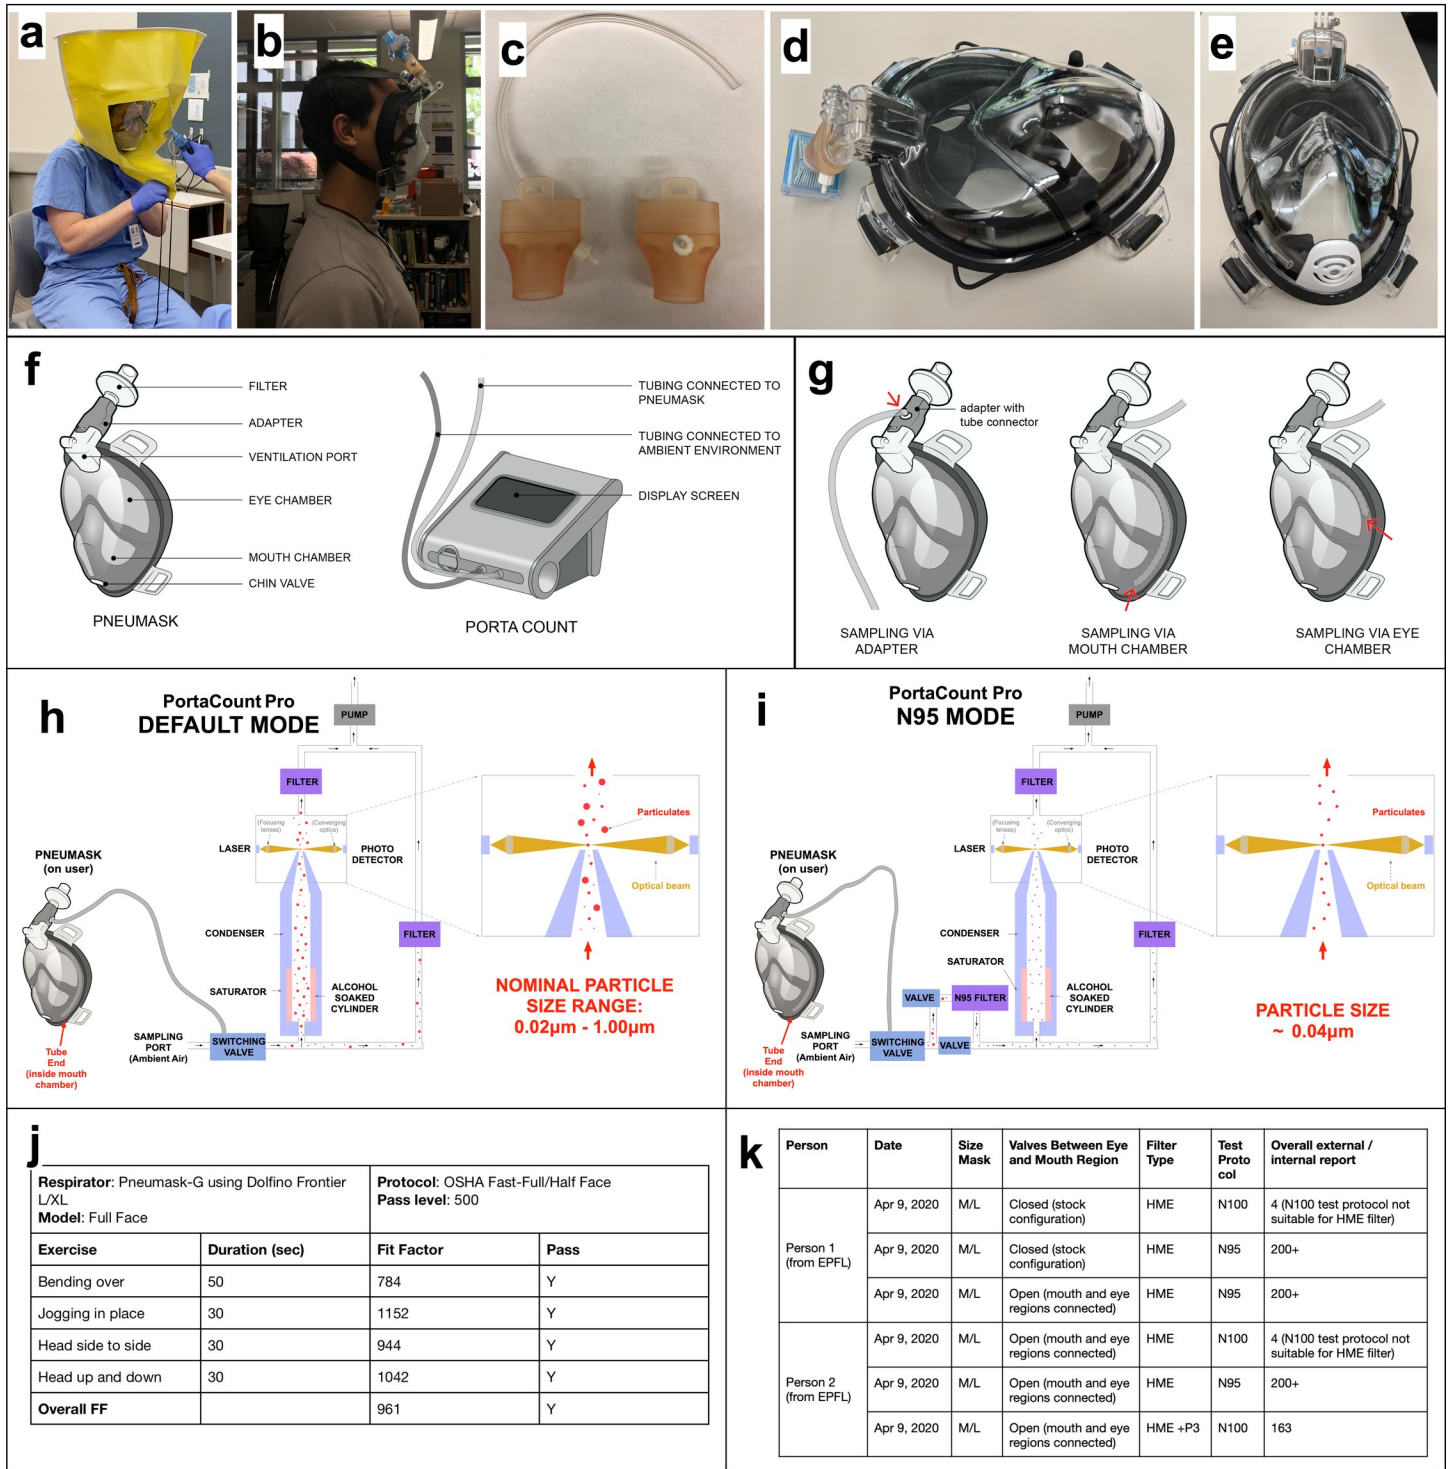 a
b
c
d
e
f
FILTER
ADAPTER
VENTILATION PORT
EYE CHAMBER
MOUTH CHAMBER
CHIN VALVE
PNEUMASK
TUBING CONNECTED TO
PNEUMASK
TUBING CONNECTED TO
AMBIENT ENVIRONMENT
DISPLAY SCREEN
PORTA COUNT
g
adapter with
tube connector
SAMPLING VIA
ADAPTER
SAMPLING VIA
MOUTH CHAMBER
SAMPLING VIA EYE
CHAMBER
h
PortaCount Pro
DEFAULT MODE
PUMP
FILTER
(Focusing
lenses)
(Converging
optics)
LASER
PHOTO
DETECTOR
PNEUMASK
(on user)
CONDENSER
FILTER
SATURATOR
ALCOHOL
SOAKED
CYLINDER
SAMPLING
PORT
(Ambient Air)
SWITCHING
VALVE
Tube
End
(inside mouth
chamber)
Particulates
Optical beam
NOMINAL PARTICLE
SIZE RANGE:
0.02µm - 1.00µm
i
PortaCount Pro
N95 MODE
PUMP
FILTER
(Focusing
lenses)
(Converging
optics)
LASER
PHOTO
DETECTOR
PNEUMASK
(on user)
CONDENSER
FILTER
SATURATOR
VALVE
N95 FILTER
ALCOHOL
SOAKED
CYLINDER
SAMPLING
PORT
(Ambient Air)
SWITCHING
VALVE
VALVE
Tube
End
(inside mouth
chamber)
Particulates
Optical beam
PARTICLE SIZE
~ 0.04µm
j
Respirator: Pneumask-G using Dolfino Frontier
L/XL
Model: Full Face
Protocol: OSHA Fast-Full/Half Face
Pass level: 500
Exercise Duration (sec) Fit Factor Pass
Bending over 50 784 Y
Jogging in place 30 1152 Y
Head side to side 30 944 Y
Head up and down 30 1042 Y
Overall FF 961 Y
k
Person Date Size Mask Valves Between Eye and Mouth Region Filter Type Test Proto col Overall external / internal report
Person 1 (from EPFL)
Apr 9, 2020 M/L Closed (stock configuration) HME N100 4 (N100 test protocol not suitable for HME filter)
Apr 9, 2020 M/L Closed (stock configuration) HME N95 200+
Apr 9, 2020 M/L Open (mouth and eye regions connected) HME N95 200+
Person 2 (from EPFL)
Apr 9, 2020 M/L Open (mouth and eye regions connected) HME N100 4 (N100 test protocol not suitable for HME filter)
Apr 9, 2020 M/L Open (mouth and eye regions connected) HME N95 200+
Apr 9, 2020 M/L Open (mouth and eye regions connected) HME +P3 N100 163